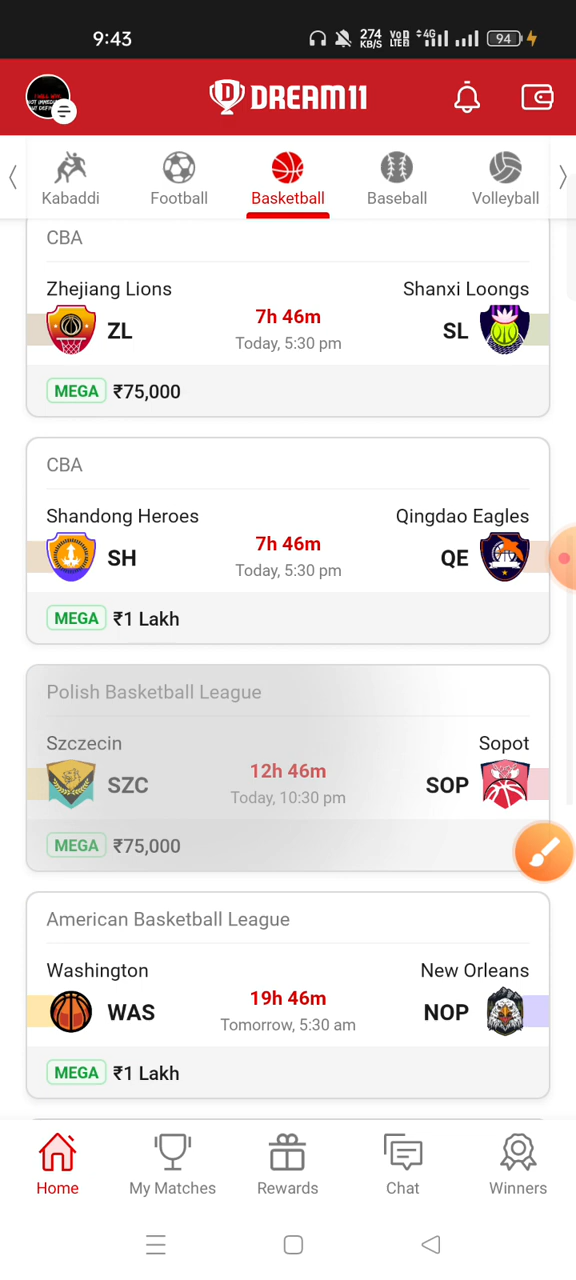 9:43 274 KB/S VoD LTE 4G 94
DREAM11
Kabaddi Football Basketball Baseball Volleyball
CBA
Zhejiang Lions Shanxi Loongs
ZL 7h 46m SL
Today, 5:30 pm
MEGA ₹75,000
CBA
Shandong Heroes Qingdao Eagles
SH 7h 46m QE
Today, 5:30 pm
MEGA ₹1 Lakh
Polish Basketball League
Szczecin Sopot
SZC 12h 46m SOP
Today, 10:30 pm
MEGA ₹75,000
American Basketball League
Washington New Orleans
WAS 19h 46m NOP
Tomorrow, 5:30 am
MEGA ₹1 Lakh
Home My Matches Rewards Chat Winners